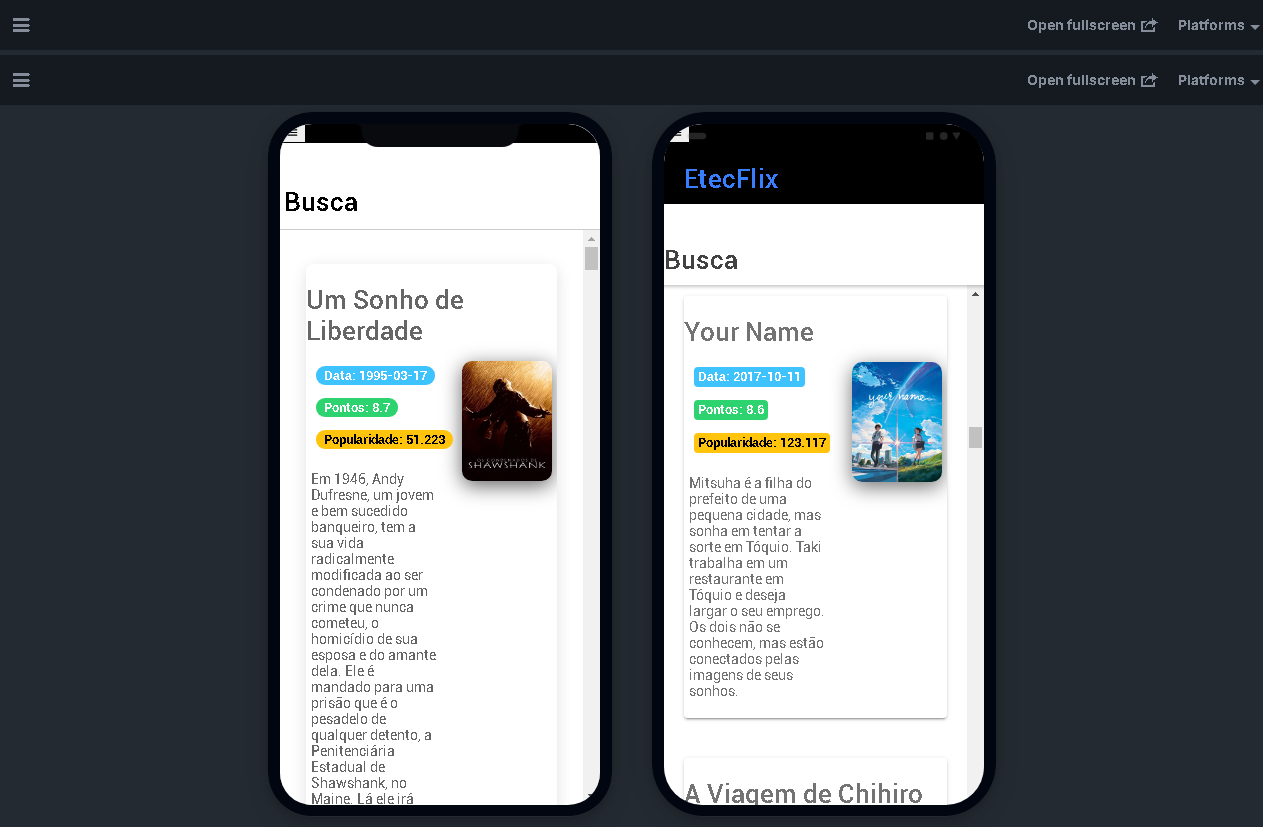 Open fullscreen Platforms
Open fullscreen Platforms
Busca
Um Sonho de
Liberdade
Data: 1995-03-17
Pontos: 8.7
Popularidade: 51.223
OS CONDENADOS DE
SHAWSHANK
Em 1946, Andy
Dufresne, um jovem
e bem sucedido
banqueiro, tem a
sua vida
radicalmente
modificada ao ser
condenado por um
crime que nunca
cometeu, o
homicídio de sua
esposa e do amante
dela. Ele é
mandado para uma
prisão que é o
pesadelo de
qualquer detento, a
Penitenciária
Estadual de
Shawshank, no
Maine. Lá ele irá
EtecFlix
Busca
Your Name
Data: 2017-10-11
Pontos: 8.6
Popularidade: 123.117
your name.
Mitsuha é a filha do
prefeito de uma
pequena cidade, mas
sonha em tentar a
sorte em Tóquio. Taki
trabalha em um
restaurante em
Tóquio e deseja
largar o seu emprego.
Os dois não se
conhecem, mas estão
conectados pelas
imagens de seus
sonhos.
A Viagem de Chihiro